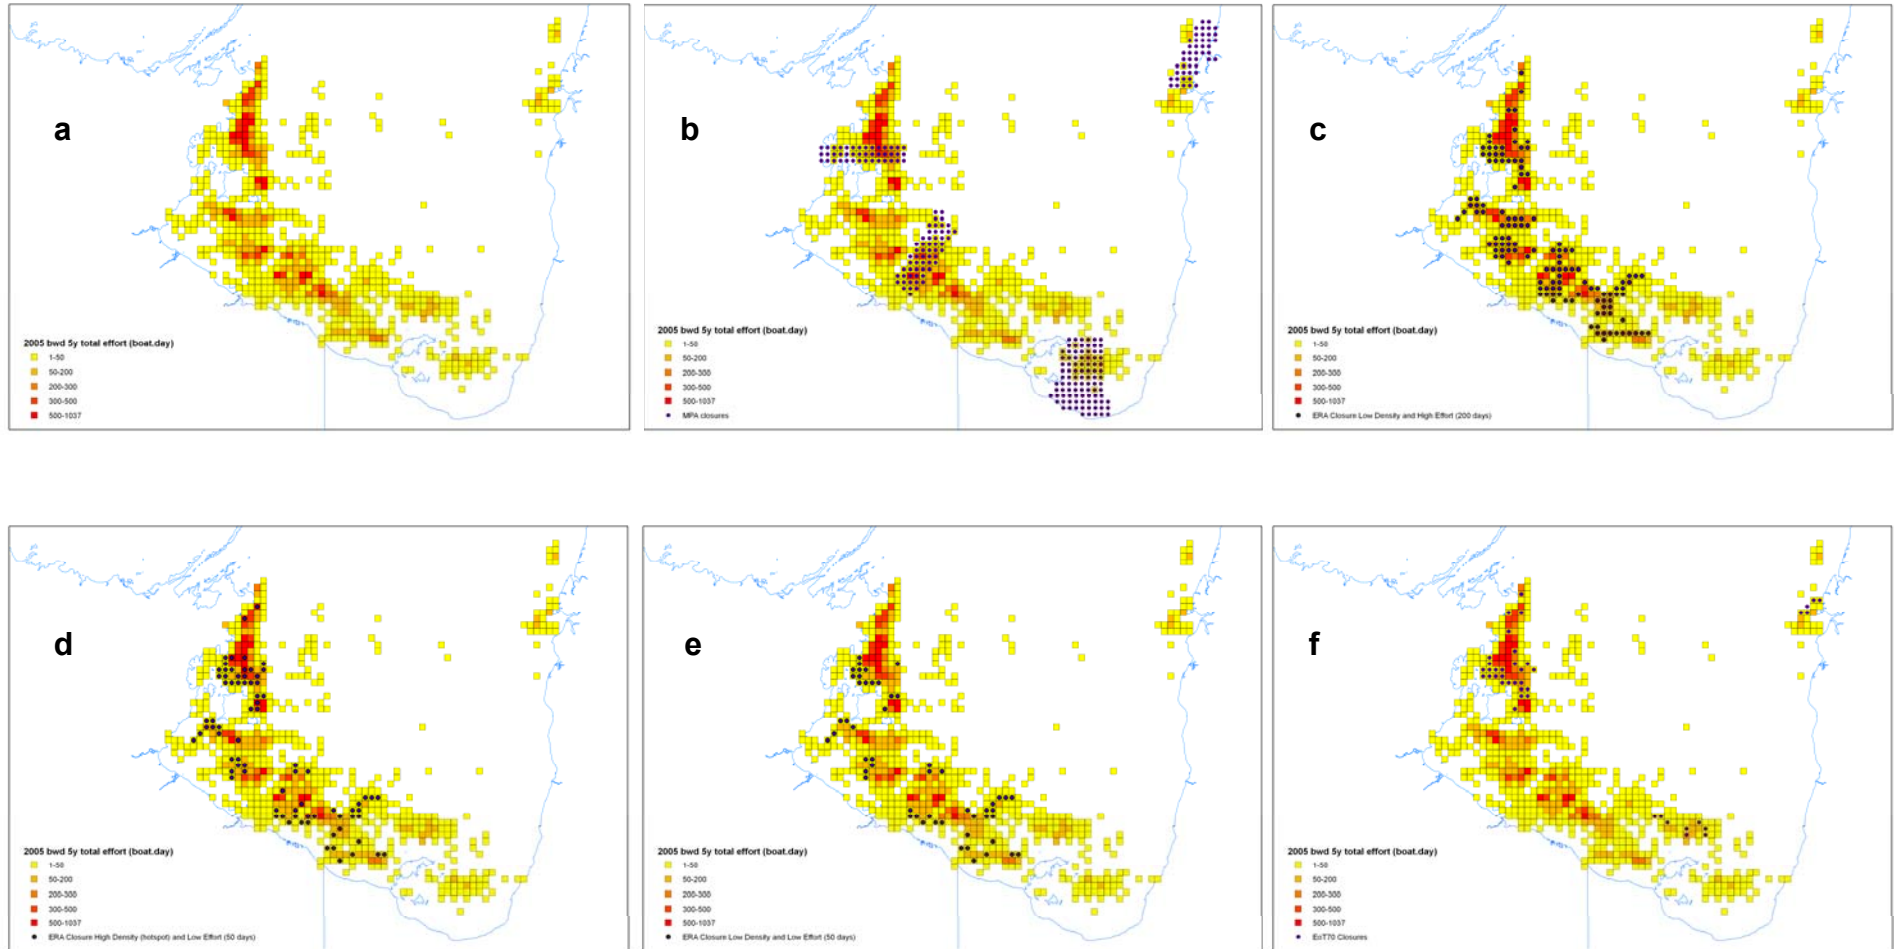 a
2005 bwd 5y total effort (boat.day)
1-50
50-200
200-300
300-500
500-1037
b
2005 bwd 5y total effort (boat.day)
1-50
50-200
200-300
300-500
500-1037
MPA closures
c
2005 bwd 5y total effort (boat.day)
1-50
50-200
200-300
300-500
500-1037
ERA Closure Low Density and High Effort (200 days)
d
2005 bwd 5y total effort (boat.day)
1-50
50-200
200-300
300-500
500-1037
ERA Closure High Density (hotspot) and Low Effort (50 days)
e
2005 bwd 5y total effort (boat.day)
1-50
50-200
200-300
300-500
500-1037
ERA Closure Low Density and Low Effort (50 days)
f
2005 bwd 5y total effort (boat.day)
1-50
50-200
200-300
300-500
500-1037
EnT70 Closures